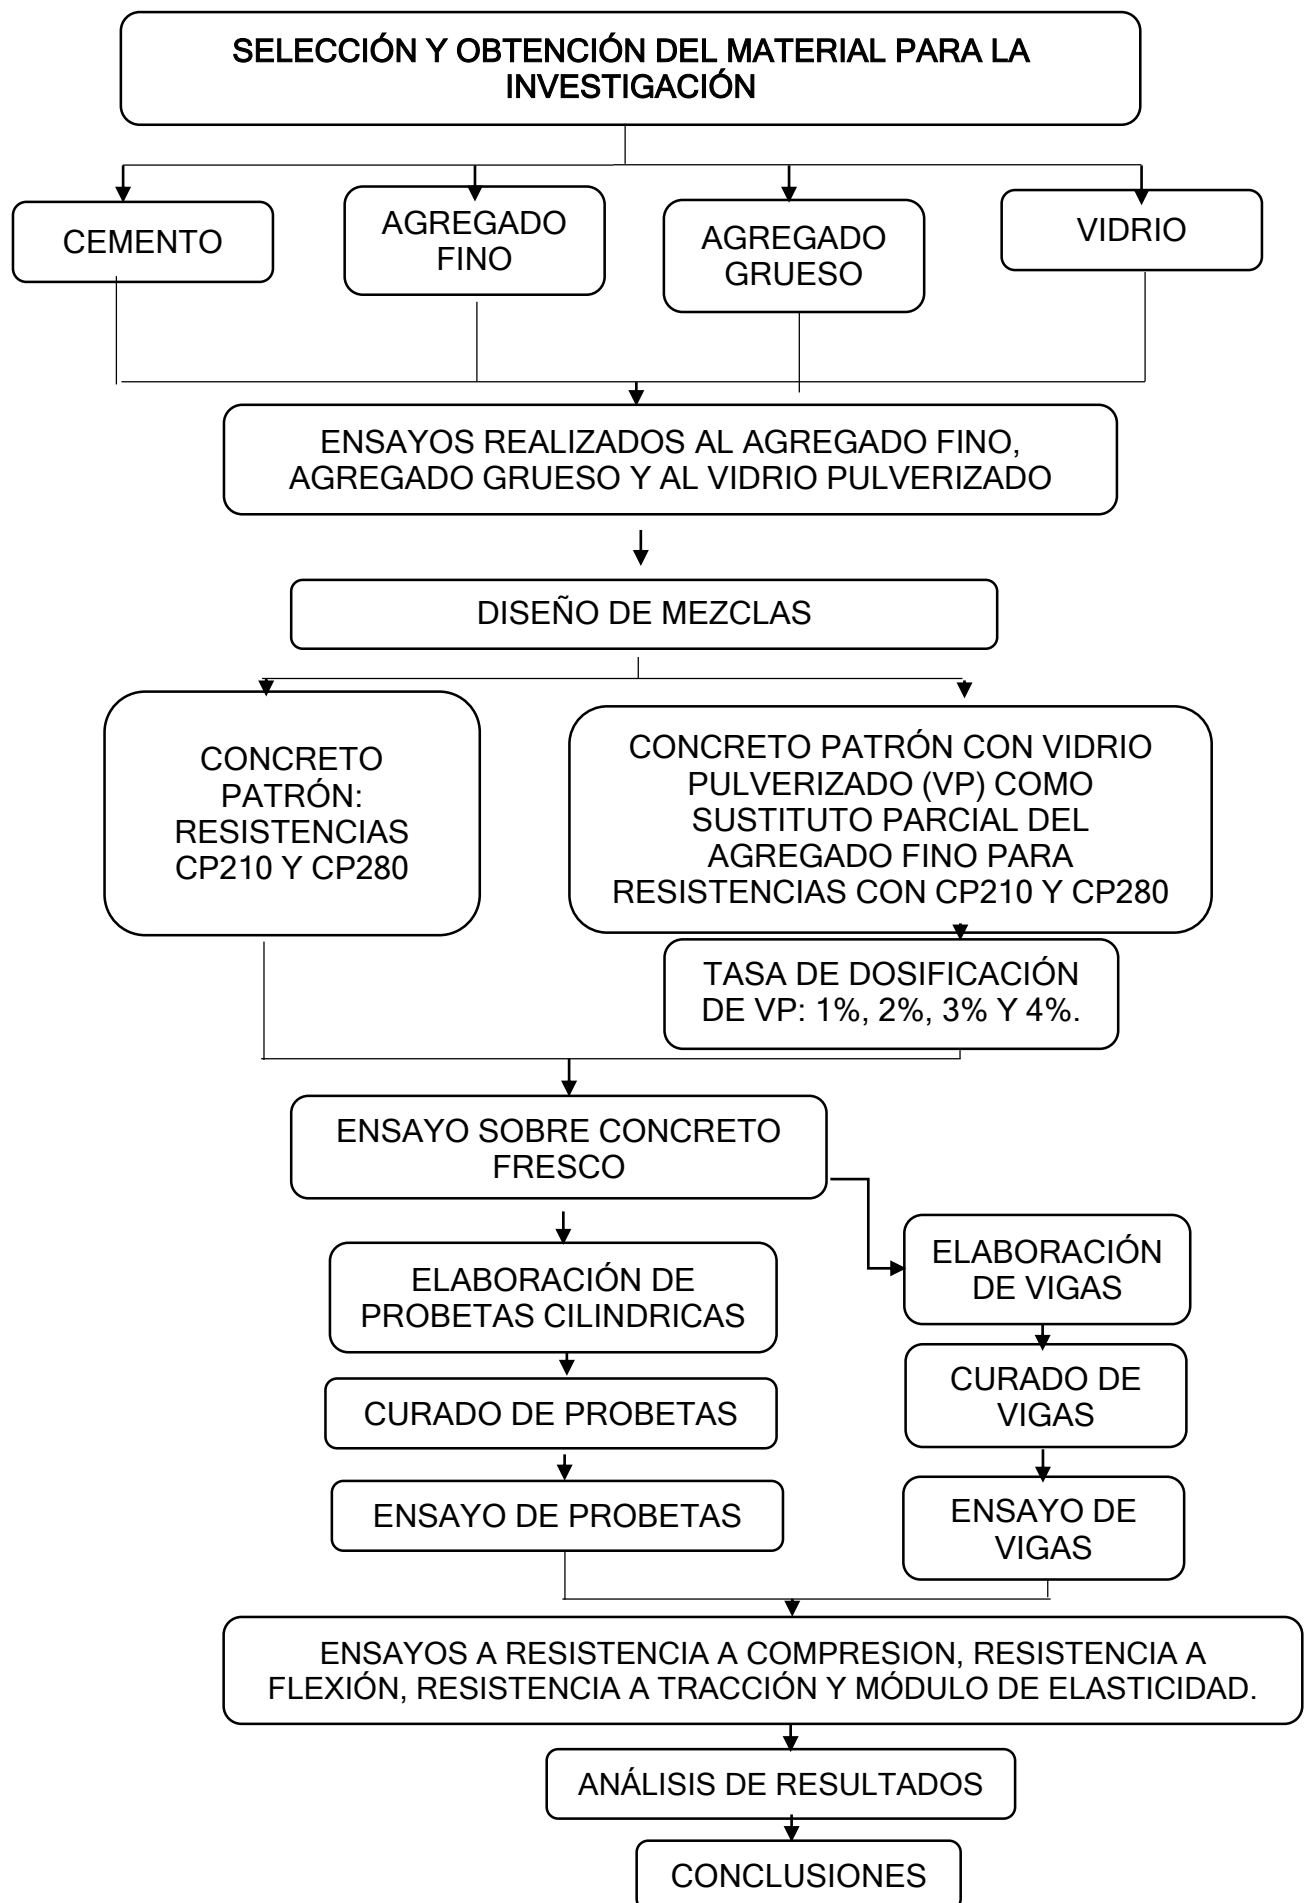 SELECCIÓN Y OBTENCIÓN DEL MATERIAL PARA LA
INVESTIGACIÓN
CEMENTO
AGREGADO
FINO
AGREGADO
GRUESO
VIDRIO
ENSAYOS REALIZADOS AL AGREGADO FINO,
AGREGADO GRUESO Y AL VIDRIO PULVERIZADO
DISEÑO DE MEZCLAS
CONCRETO
PATRÓN:
RESISTENCIAS
CP210 Y CP280
CONCRETO PATRÓN CON VIDRIO
PULVERIZADO (VP) COMO
SUSTITUTO PARCIAL DEL
AGREGADO FINO PARA
RESISTENCIAS CON CP210 Y CP280
TASA DE DOSIFICACIÓN
DE VP: 1%, 2%, 3% Y 4%.
ENSAYO SOBRE CONCRETO
FRESCO
ELABORACIÓN DE
PROBETAS CILINDRICAS
CURADO DE PROBETAS
ENSAYO DE PROBETAS
ELABORACIÓN
DE VIGAS
CURADO DE
VIGAS
ENSAYO DE
VIGAS
ENSAYOS A RESISTENCIA A COMPRESION, RESISTENCIA A
FLEXIÓN, RESISTENCIA A TRACCIÓN Y MÓDULO DE ELASTICIDAD.
ANÁLISIS DE RESULTADOS
CONCLUSIONES